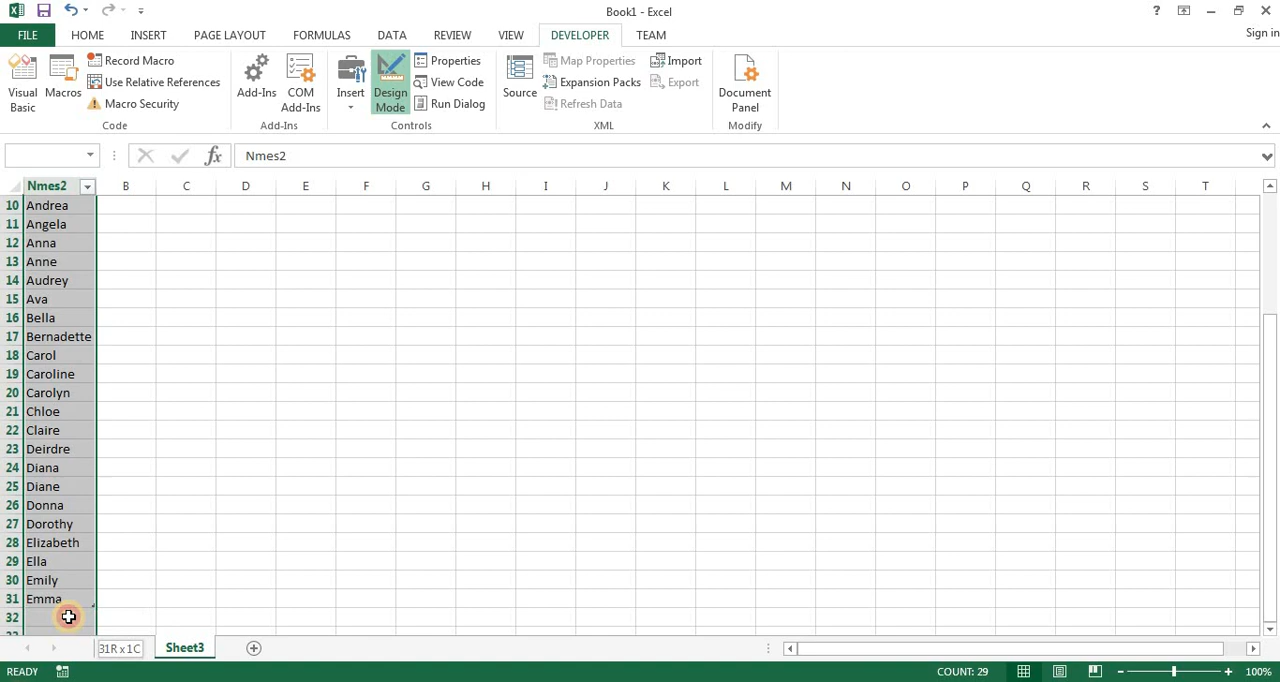 Book1 - Excel
?
Sign in
FILE HOME INSERT PAGE LAYOUT FORMULAS DATA REVIEW VIEW DEVELOPER TEAM
Visual Basic
Macros
Record Macro
Use Relative References
Macro Security
Code
Add-Ins
COM Add-Ins
Add-Ins
Insert
Design Mode
Properties
View Code
Run Dialog
Controls
Source
Map Properties
Expansion Packs
Refresh Data
Import
Export
XML
Document Panel
Modify
fx Nmes2
Nmes2 B C D E F G H I J K L M N O P Q R S T
10 Andrea
11 Angela
12 Anna
13 Anne
14 Audrey
15 Ava
16 Bella
17 Bernadette
18 Carol
19 Caroline
20 Carolyn
21 Chloe
22 Claire
23 Deirdre
24 Diana
25 Diane
26 Donna
27 Dorothy
28 Elizabeth
29 Ella
30 Emily
31 Emma
32
31R x 1C
Sheet3
READY
COUNT: 29
100%